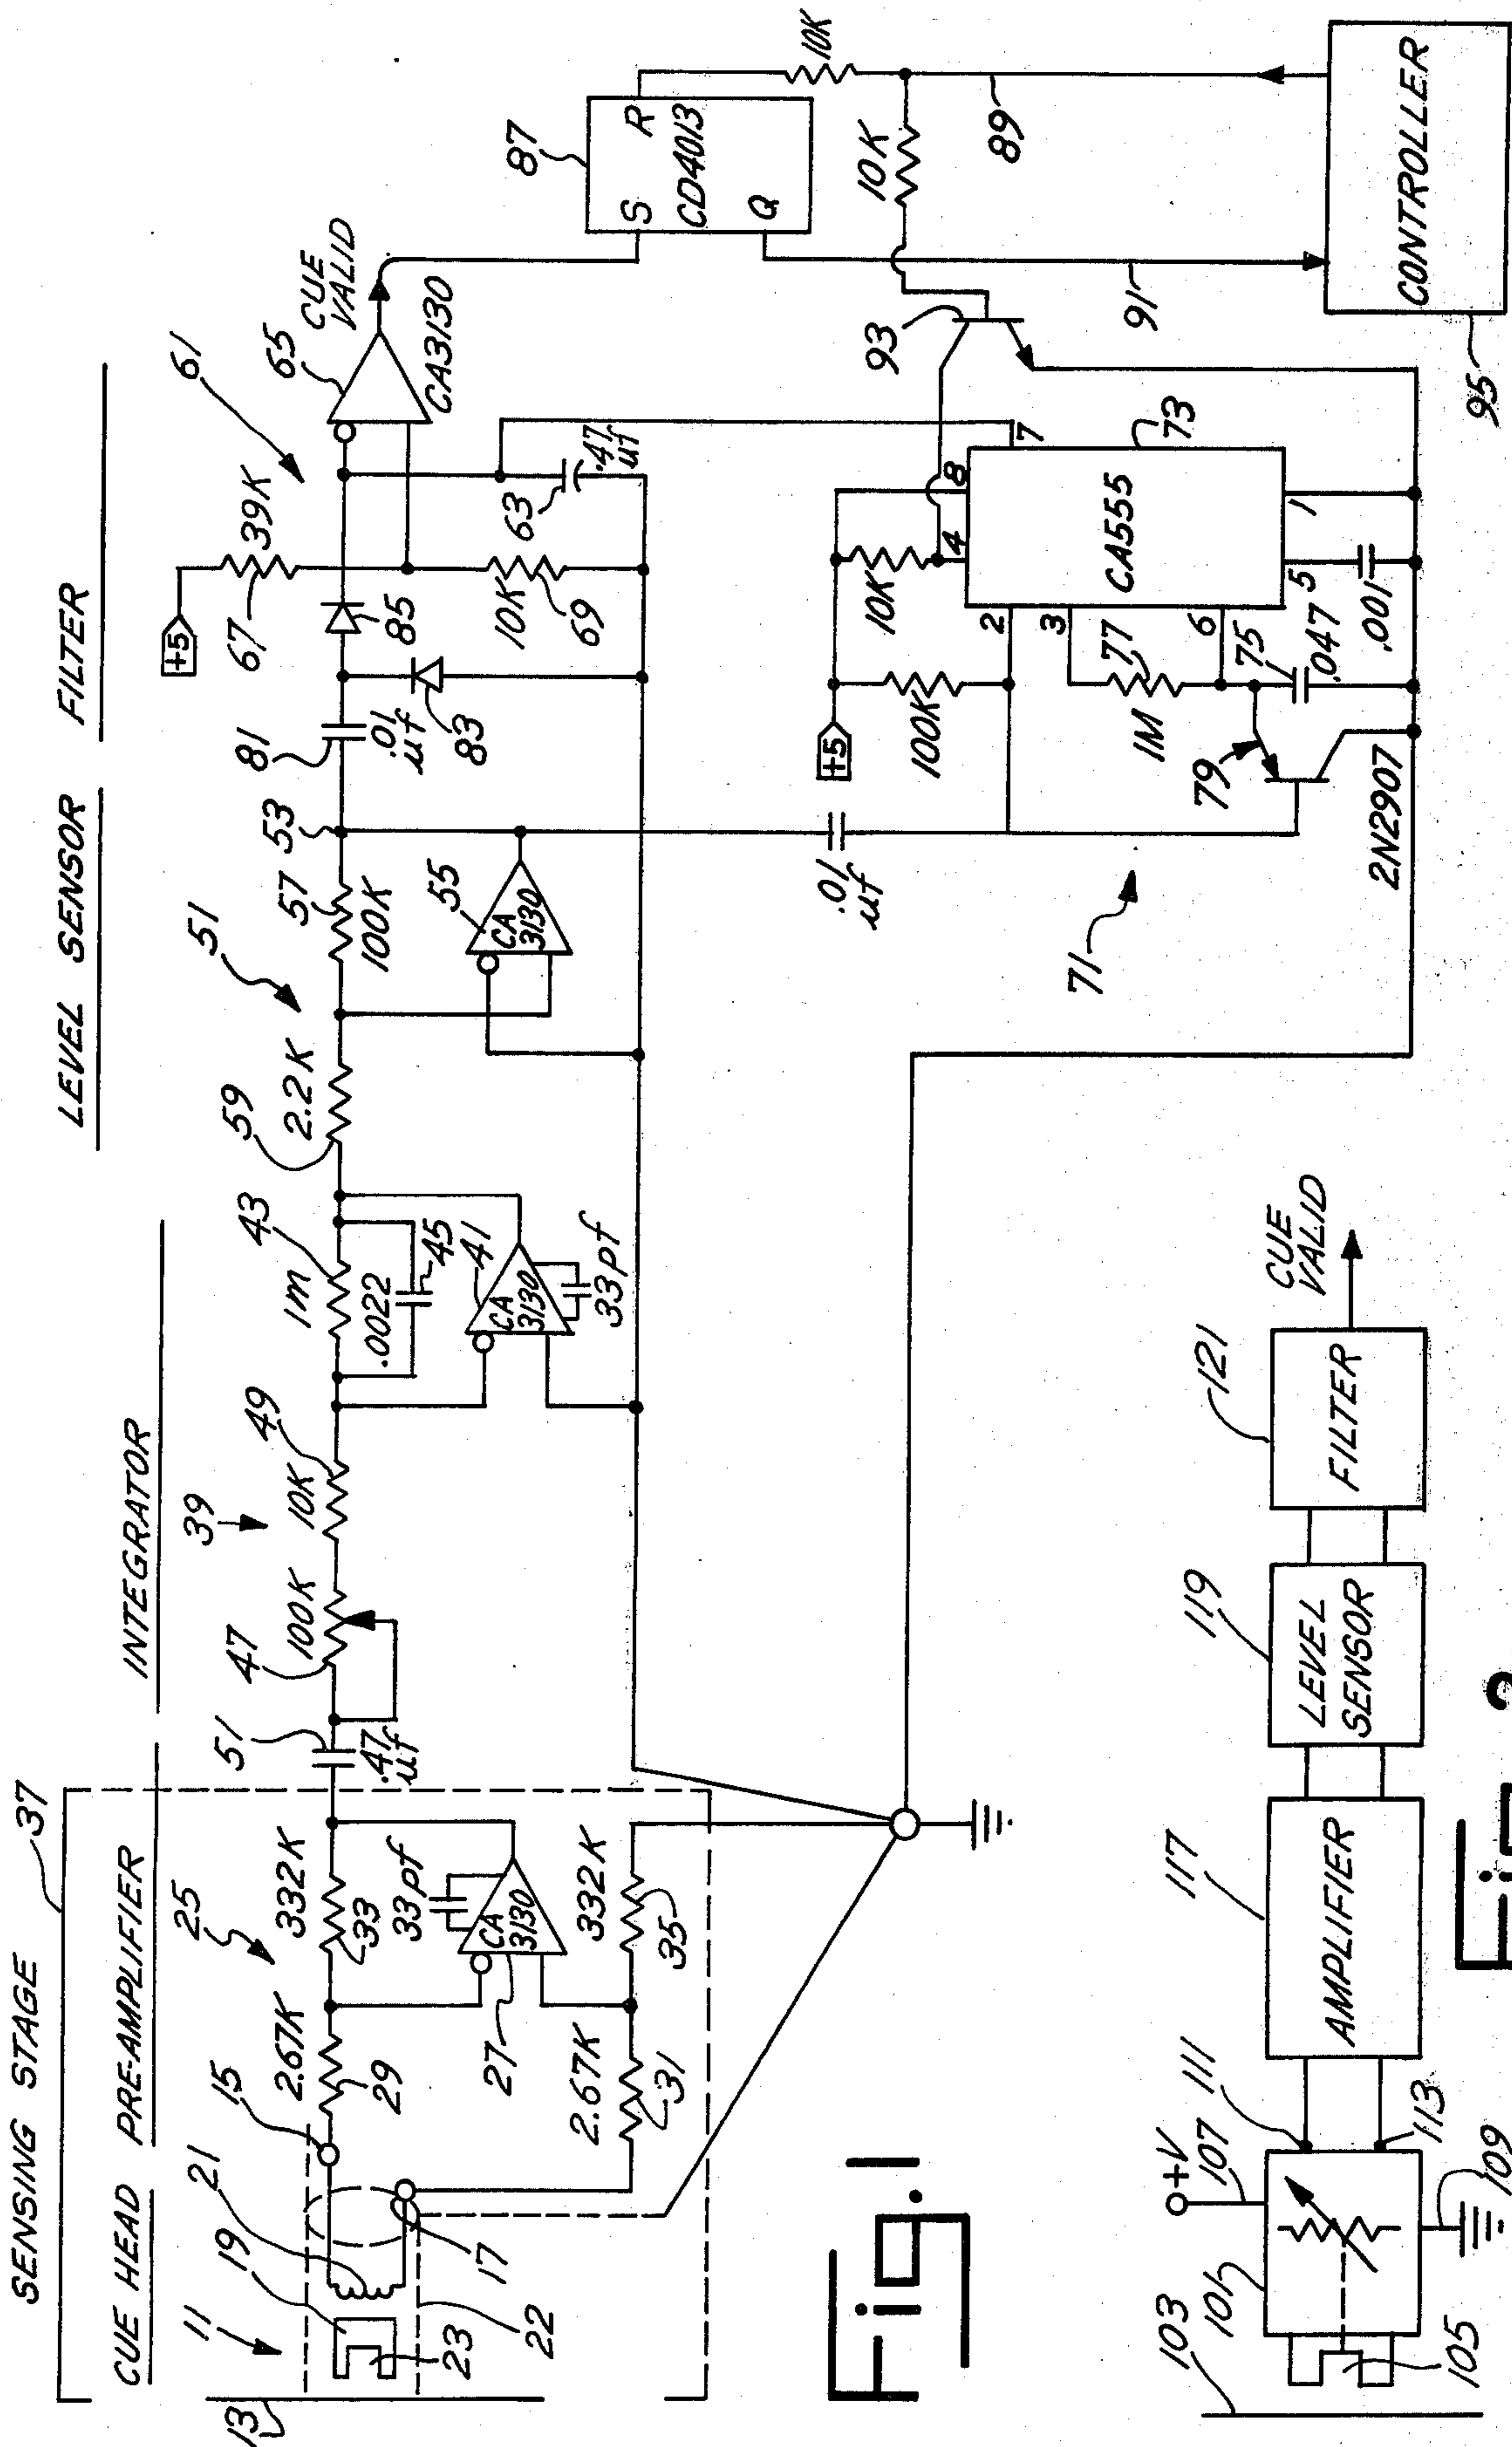 SENSING STAGE
37
CUE HEAD
PRE-AMPLIFIER
INTEGRATOR
LEVEL SENSOR
FILTER
11
19
21
15
2.67K
29
25
332K
33
33pf
CA
3130
27
2.67K
31
332K
35
13
23
22
17
51
.47
uf
47
100K
39
10K
49
1m
43
.0022
45
CA
3130
41
33pf
59
2.2K
51
57
100K
53
CA
3130
55
81
.01
uf
83
85
+5
67
39K
10K
69
61
63
.47
uf
65
CA3130
CUE
VALID
87
S
R
CD4013
Q
10K
10K
89
91
93
CONTROLLER
95
.01
uf
71
+5
100K
10K
2
4
8
7
3
6
5
1
CA555
73
77
1M
75
.047
.001
79
2N2907
Fig.1
103
101
105
+V
107
109
111
113
AMPLIFIER
117
LEVEL
SENSOR
119
FILTER
121
CUE
VALID